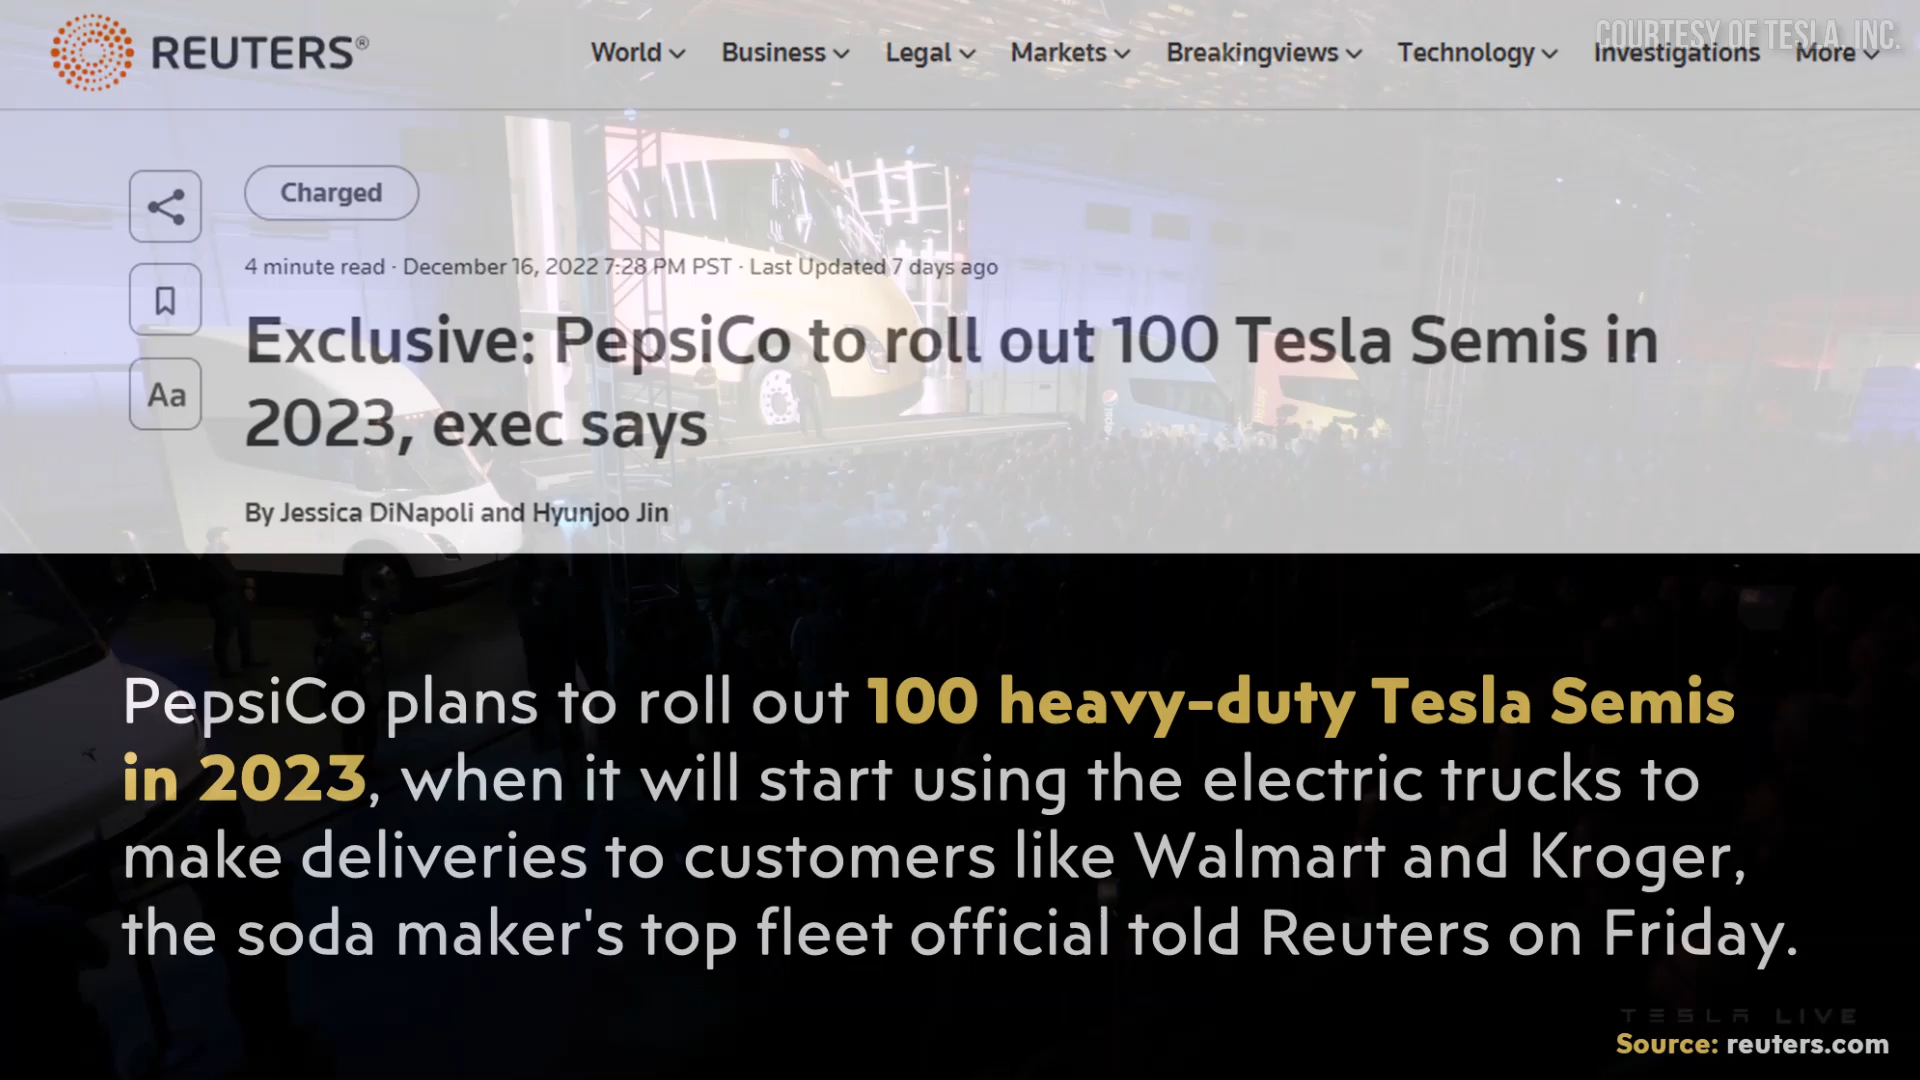 REUTERS®
World Business Legal Markets Breakingviews Technology Investigations More
COURTESY OF TESLA, INC.
Charged
4 minute read · December 16, 2022 7:28 PM PST · Last Updated 7 days ago
Aa
Exclusive: PepsiCo to roll out 100 Tesla Semis in
2023, exec says
By Jessica DiNapoli and Hyunjoo Jin
pepsi
PepsiCo plans to roll out 100 heavy-duty Tesla Semis
in 2023, when it will start using the electric trucks to
make deliveries to customers like Walmart and Kroger,
the soda maker's top fleet official told Reuters on Friday.
TESLA LIVE
Source: reuters.com